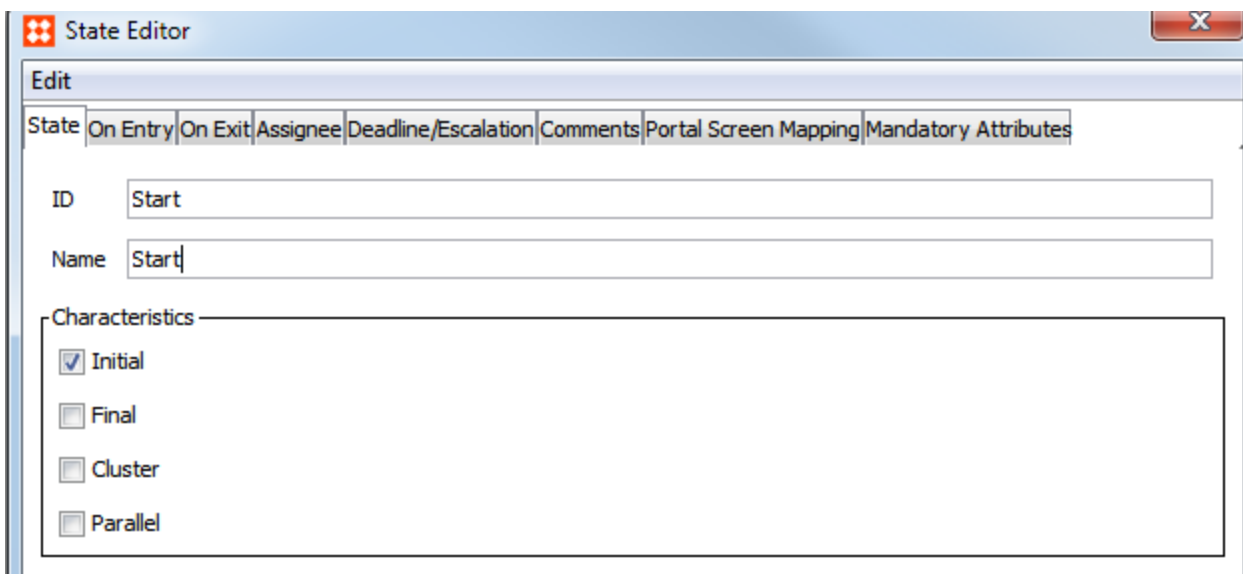 State Editor
Edit
State On Entry On Exit Assignee Deadline/Escalation Comments Portal Screen Mapping Mandatory Attributes
ID Start
Name Start
Characteristics
Initial
Final
Cluster
Parallel